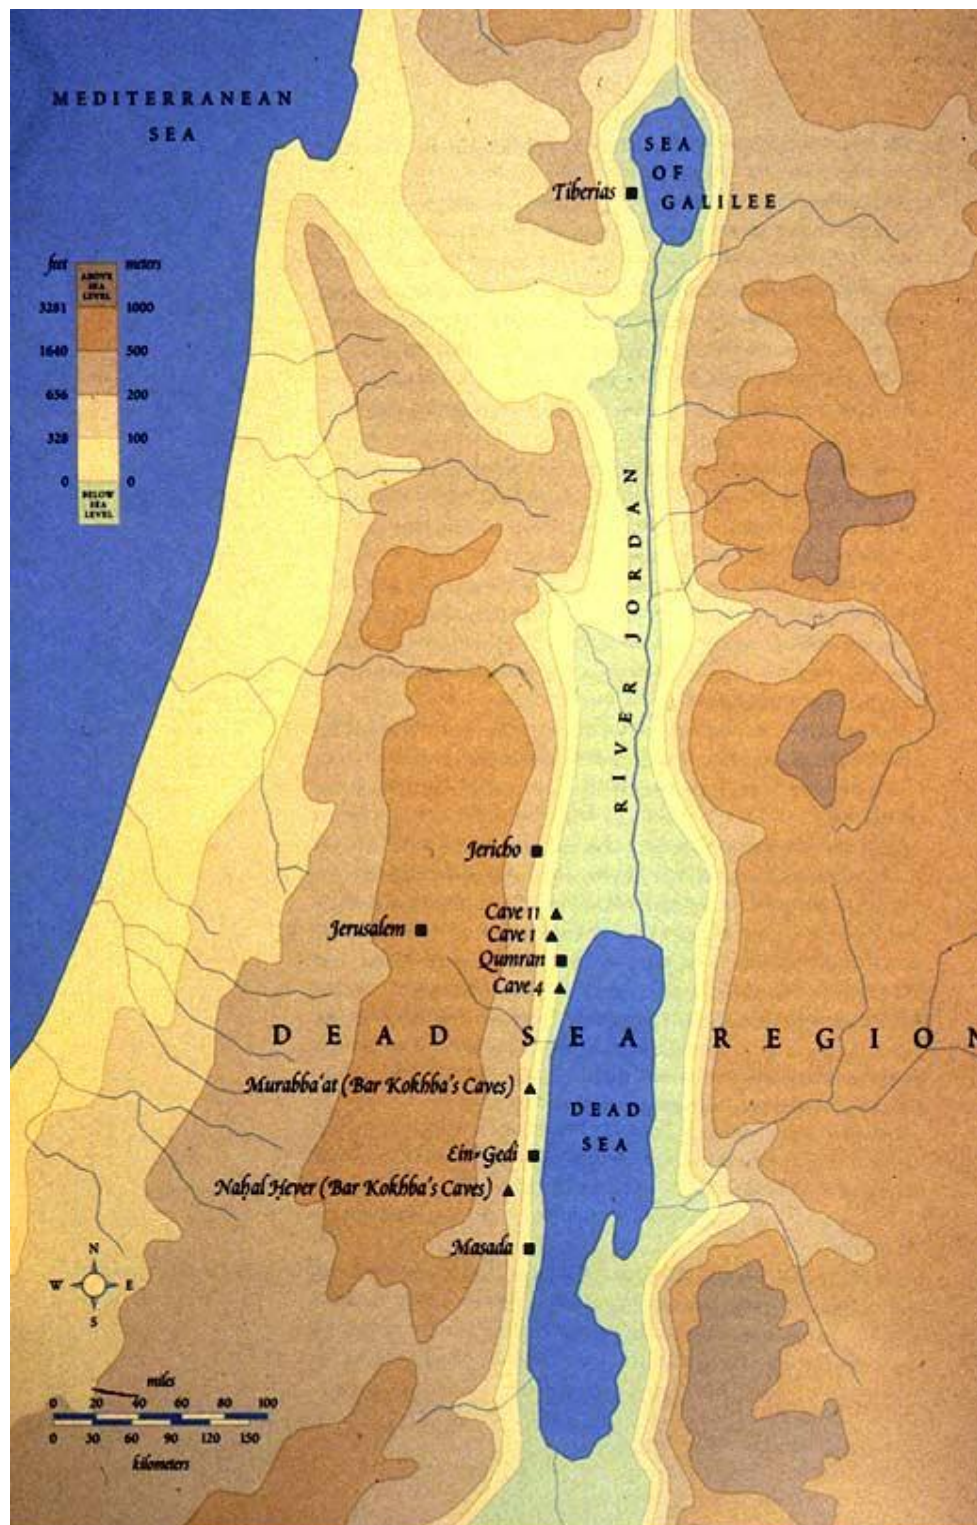 MEDITERRANEAN
SEA
SEA
OF
GALILEE
Tiberias
feet
meters
ABOVE
SEA
LEVEL
3281
1000
1640
500
656
200
328
100
0
0
BELOW
SEA
LEVEL
RIVER JORDAN
Jericho
Cave 11
Jerusalem
Cave 1
Qumran
Cave 4
DEAD SEA REGION
Murabba'at (Bar Kokhba's Caves)
DEAD
SEA
Ein-Gedi
Nahal Hever (Bar Kokhba's Caves)
Masada
N
W E
S
miles
0 20 40 60 80 100
0 30 60 90 120 150
kilometers